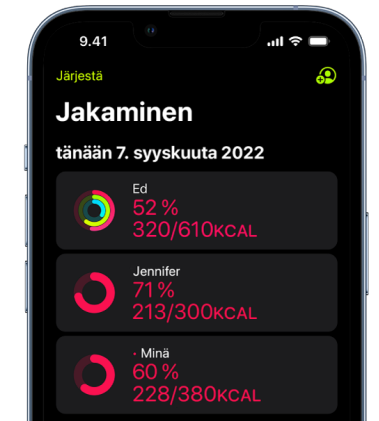 9.41
Järjestä
Jakaminen
tänään 7. syyskuuta 2022
Ed
52 %
320/610KCAL
Jennifer
71 %
213/300KCAL
· Minä
60 %
228/380KCAL